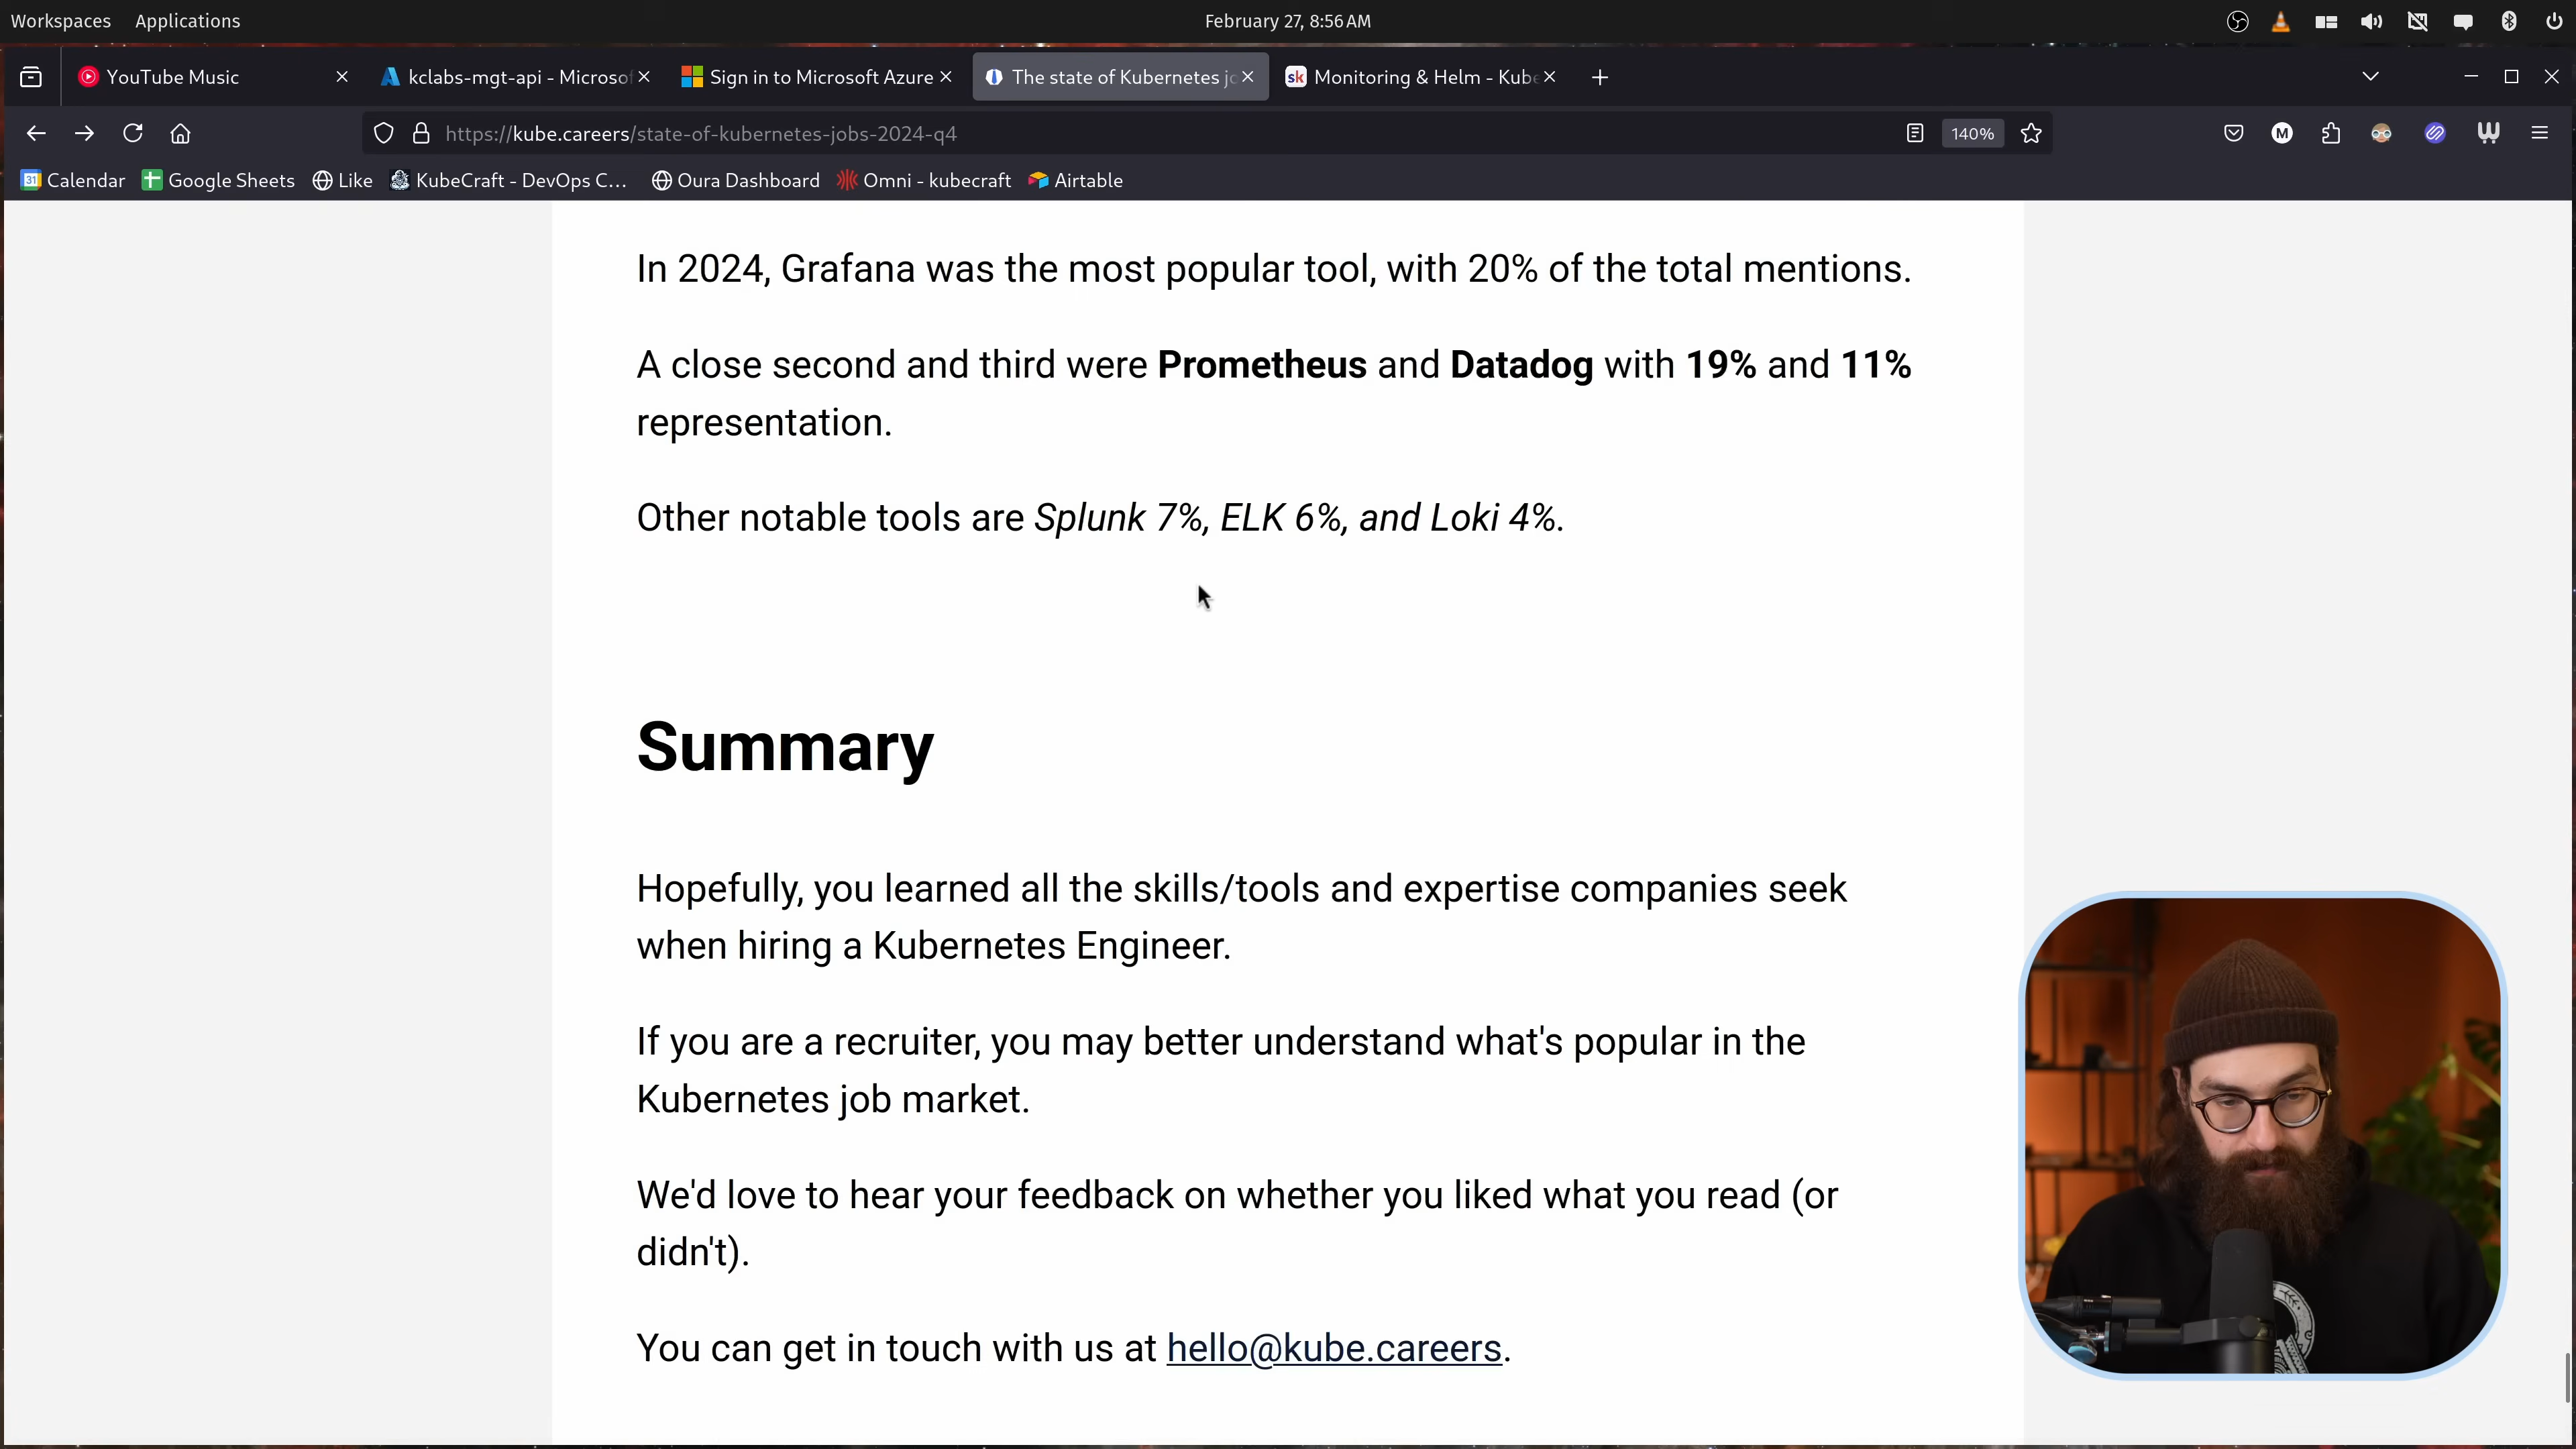 Workspaces Applications February 27, 8:56 AM
YouTube Music kclabs-mgt-api - Microsof Sign in to Microsoft Azure The state of Kubernetes jo sk Monitoring & Helm - Kube
https://kube.careers/state-of-kubernetes-jobs-2024-q4 140% M
31 Calendar Google Sheets Like KubeCraft - DevOps C... Oura Dashboard Omni - kubecraft Airtable
In 2024, Grafana was the most popular tool, with 20% of the total mentions.
A close second and third were Prometheus and Datadog with 19% and 11%
representation.
Other notable tools are Splunk 7%, ELK 6%, and Loki 4%.
Summary
Hopefully, you learned all the skills/tools and expertise companies seek
when hiring a Kubernetes Engineer.
If you are a recruiter, you may better understand what's popular in the
Kubernetes job market.
We'd love to hear your feedback on whether you liked what you read (or
didn't).
You can get in touch with us at hello@kube.careers.